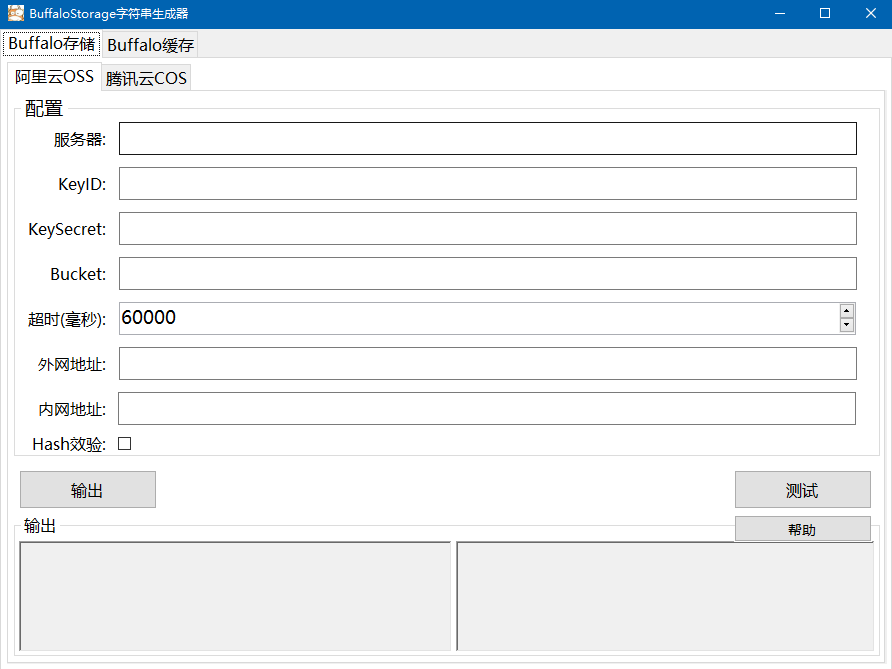 BuffaloStorage字符串生成器
Buffalo存储 Buffalo缓存
阿里云OSS 腾讯云COS
配置
服务器:
KeyID:
KeySecret:
Bucket:
超时(毫秒): 60000
外网地址:
内网地址:
Hash效验:
输出 测试
输出 帮助